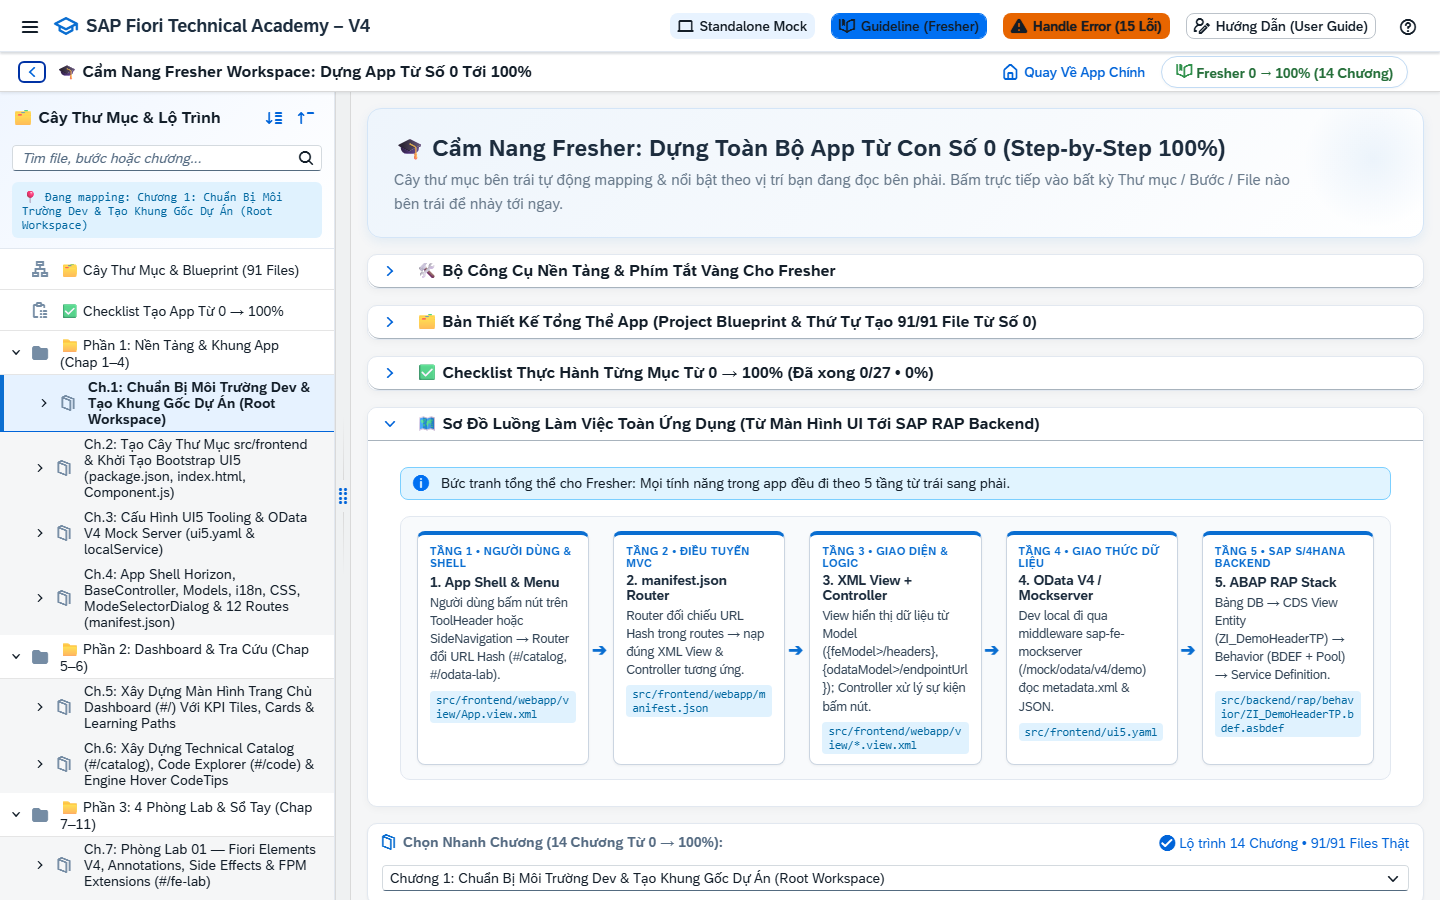 SAP Fiori Technical Academy – V4
Standalone Mock
Guideline (Fresher)
Handle Error (15 Lỗi)
Hướng Dẫn (User Guide)
Cẩm Nang Fresher Workspace: Dựng App Từ Số 0 Tới 100%
Quay Về App Chính
Fresher 0 → 100% (14 Chương)
Cây Thư Mục & Lộ Trình
Tìm file, bước hoặc chương...
Đang mapping: Chương 1: Chuẩn Bị Môi
Trường Dev & Tạo Khung Gốc Dự Án (Root
Workspace)
Cây Thư Mục & Blueprint (91 Files)
Checklist Tạo App Từ 0 → 100%
Phần 1: Nền Tảng & Khung App
(Chap 1–4)
Ch.1: Chuẩn Bị Môi Trường Dev &
Tạo Khung Gốc Dự Án (Root
Workspace)
Ch.2: Tạo Cây Thư Mục src/frontend
& Khởi Tạo Bootstrap UI5
(package.json, index.html,
Component.js)
Ch.3: Cấu Hình UI5 Tooling & OData
V4 Mock Server (ui5.yaml &
localService)
Ch.4: App Shell Horizon,
BaseController, Models, i18n, CSS,
ModeSelectorDialog & 12 Routes
(manifest.json)
Phần 2: Dashboard & Tra Cứu (Chap
5–6)
Ch.5: Xây Dựng Màn Hình Trang Chủ
Dashboard (#/) Với KPI Tiles, Cards &
Learning Paths
Ch.6: Xây Dựng Technical Catalog
(#/catalog), Code Explorer (#/code) &
Engine Hover CodeTips
Phần 3: 4 Phòng Lab & Sổ Tay (Chap
7–11)
Ch.7: Phòng Lab 01 — Fiori Elements
V4, Annotations, Side Effects & FPM
Extensions (#/fe-lab)
Cẩm Nang Fresher: Dựng Toàn Bộ App Từ Con Số 0 (Step-by-Step 100%)
Cây thư mục bên trái tự động mapping & nổi bật theo vị trí bạn đang đọc bên phải. Bấm trực tiếp vào bất kỳ Thư mục / Bước / File nào
bên trái để nhảy tới ngay.
Bộ Công Cụ Nền Tảng & Phím Tắt Vàng Cho Fresher
Bản Thiết Kế Tổng Thể App (Project Blueprint & Thứ Tự Tạo 91/91 File Từ Số 0)
Checklist Thực Hành Từng Mục Từ 0 → 100% (Đã xong 0/27 • 0%)
Sơ Đồ Luồng Làm Việc Toàn Ứng Dụng (Từ Màn Hình UI Tới SAP RAP Backend)
Bức tranh tổng thể cho Fresher: Mọi tính năng trong app đều đi theo 5 tầng từ trái sang phải.
TẦNG 1 • NGƯỜI DÙNG &
SHELL
1. App Shell & Menu
Người dùng bấm nút trên
ToolHeader hoặc
SideNavigation → Router
đổi URL Hash (#/catalog,
#/odata-lab).
src/frontend/webapp/v
iew/App.view.xml
TẦNG 2 • ĐIỀU TUYẾN
MVC
2. manifest.json
Router
Router đối chiếu URL
Hash trong routes → nạp
đúng XML View &
Controller tương ứng.
src/frontend/webapp/m
anifest.json
TẦNG 3 • GIAO DIỆN &
LOGIC
3. XML View +
Controller
View hiển thị dữ liệu từ
Model
({feModel>/headers},
{odataModel>/endpointUrl
}); Controller xử lý sự kiện
bấm nút.
src/frontend/webapp/v
iew/*.view.xml
TẦNG 4 • GIAO THỨC DỮ
LIỆU
4. OData V4 /
Mockserver
Dev local đi qua
middleware sap-fe-
mockserver
(/mock/odata/v4/demo)
đọc metadata.xml &
JSON.
src/frontend/ui5.yaml
TẦNG 5 • SAP S/4HANA
BACKEND
5. ABAP RAP Stack
Bảng DB → CDS View
Entity
(ZI_DemoHeaderTP) →
Behavior (BDEF + Pool)
→ Service Definition.
src/backend/rap/behav
ior/ZI_DemoHeaderTP.b
def.asbdef
Chọn Nhanh Chương (14 Chương Từ 0 → 100%):
Lộ trình 14 Chương • 91/91 Files Thật
Chương 1: Chuẩn Bị Môi Trường Dev & Tạo Khung Gốc Dự Án (Root Workspace)